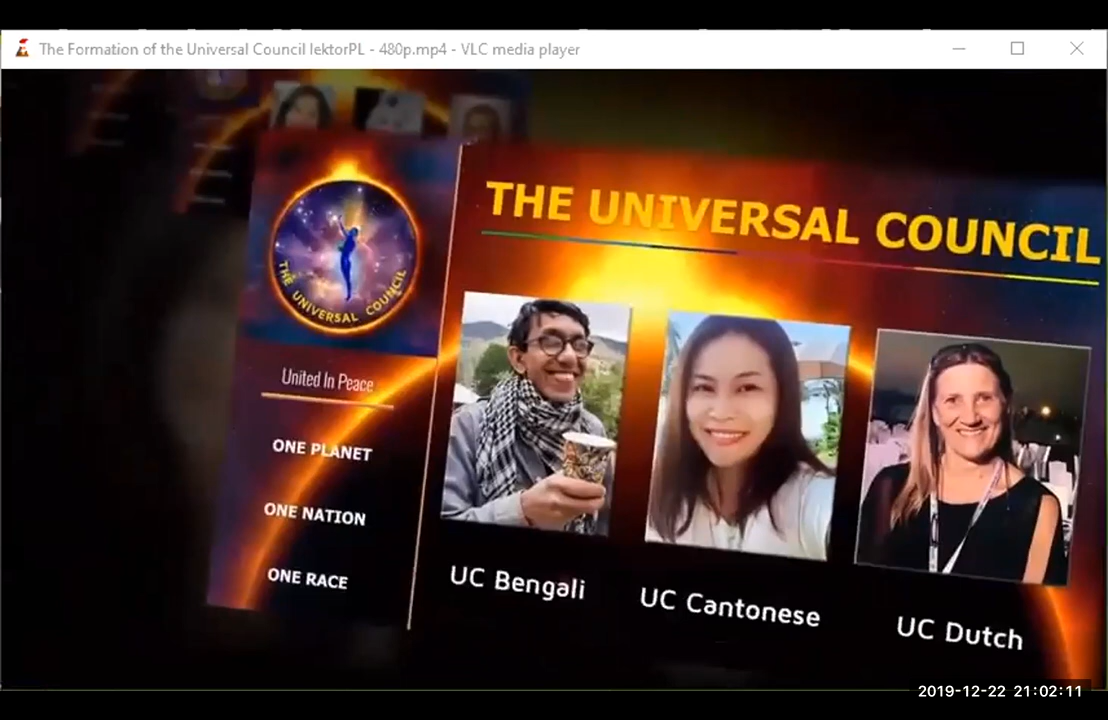 The Formation of the Universal Council lektorPL - 480p.mp4 - VLC media player
THE UNIVERSAL COUNCIL
THE UNIVERSAL COUNCIL
United In Peace
ONE PLANET
ONE NATION
ONE RACE
UC Bengali
UC Cantonese
UC Dutch
2019-12-22 21:02:11